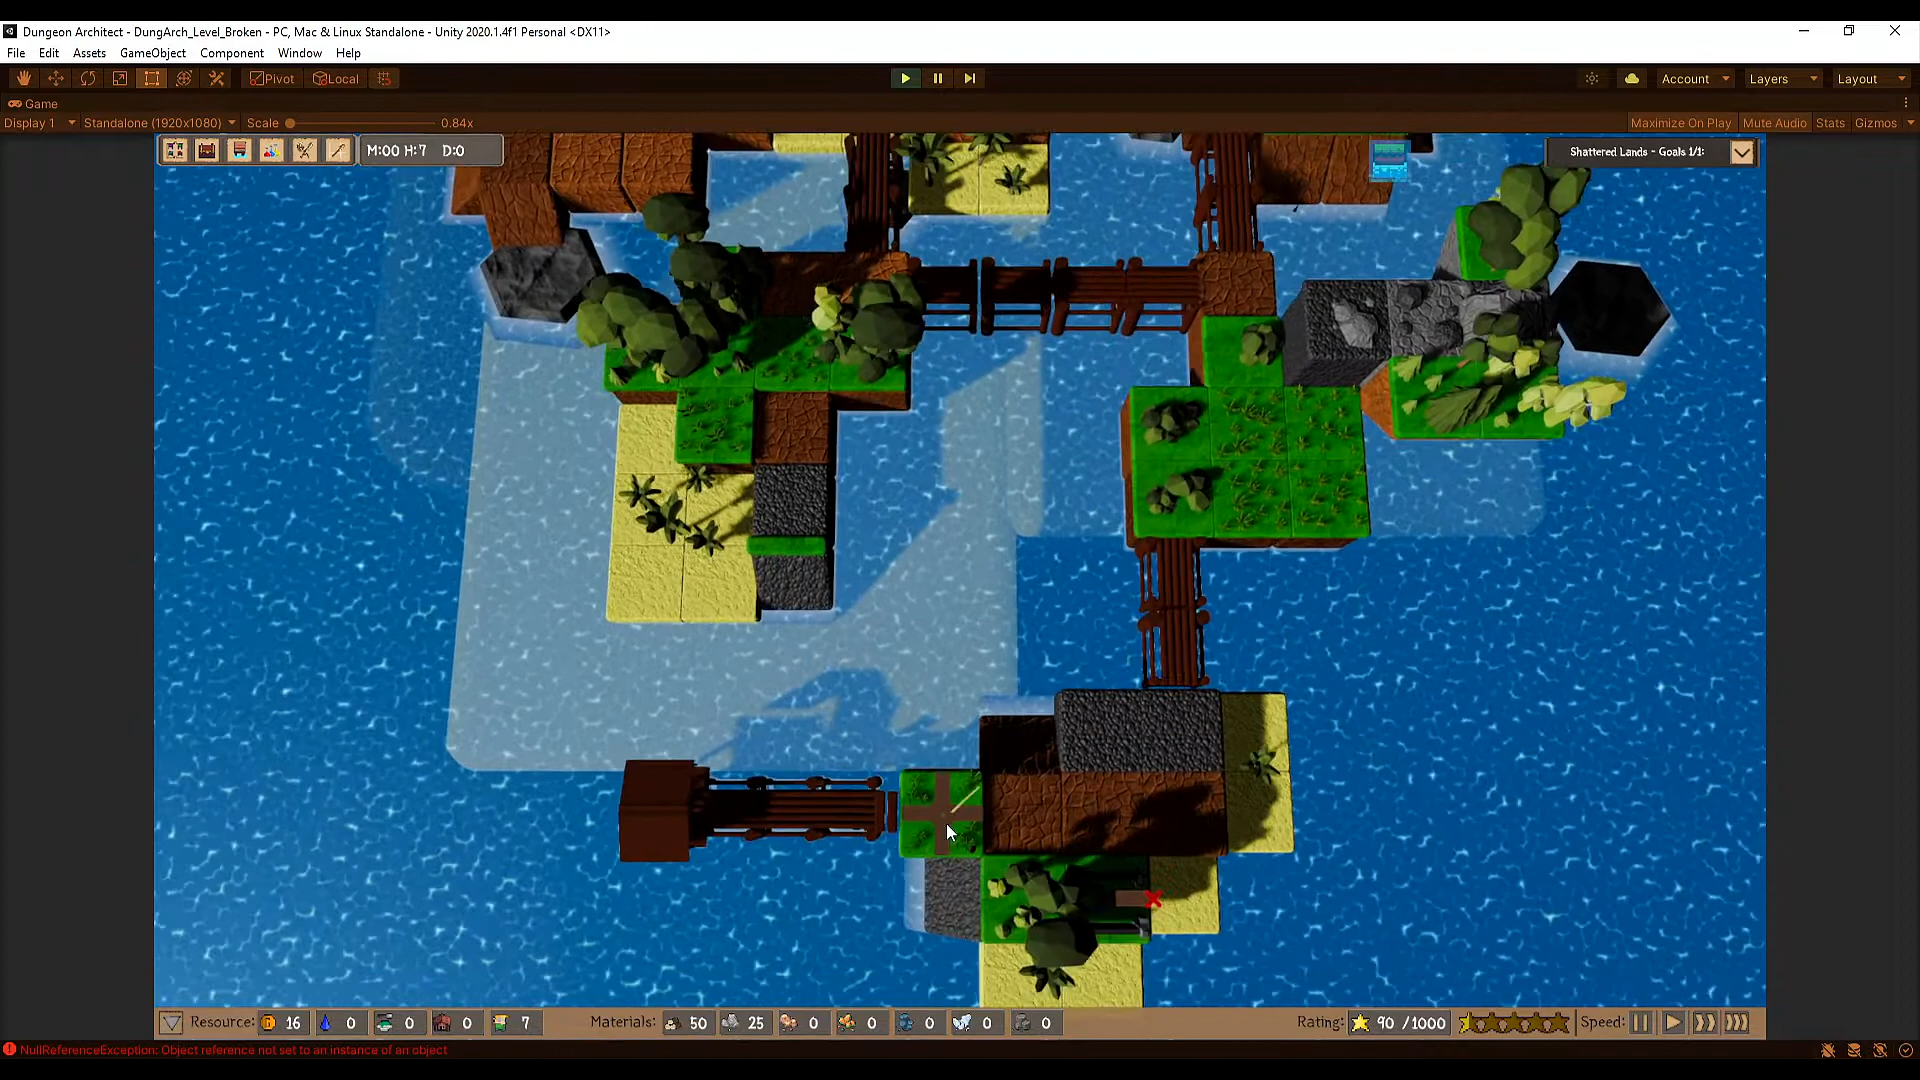 Dungeon Architect - DungArch_Level_Broken - PC, Mac & Linux Standalone - Unity 2020.1.4f1 Personal <DX11>
File Edit Assets GameObject Component Window Help
Pivot Local Account Layers Layout
Game
Display 1 Standalone (1920x1080) Scale 0.84x Maximize On Play Mute Audio Stats Gizmos
M:00 H:7 D:0
Shattered Lands - Goals 1/1:
Resource: 16 0 0 0 7 Materials: 50 25 0 0 0 0 0 Rating: 90 /1000 Speed:
NullReferenceException: Object reference not set to an instance of an object